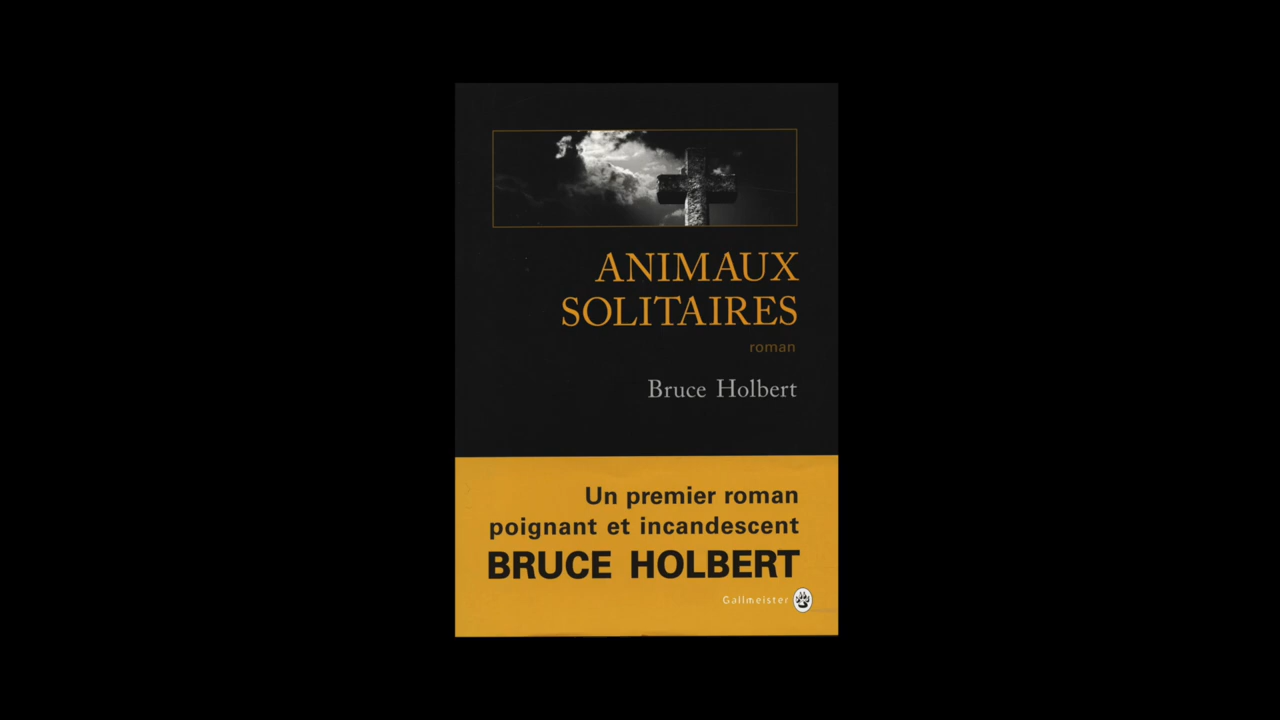 ANIMAUX
SOLITAIRES
roman
Bruce Holbert
Un premier roman
poignant et incandescent
BRUCE HOLBERT
Gallmeister